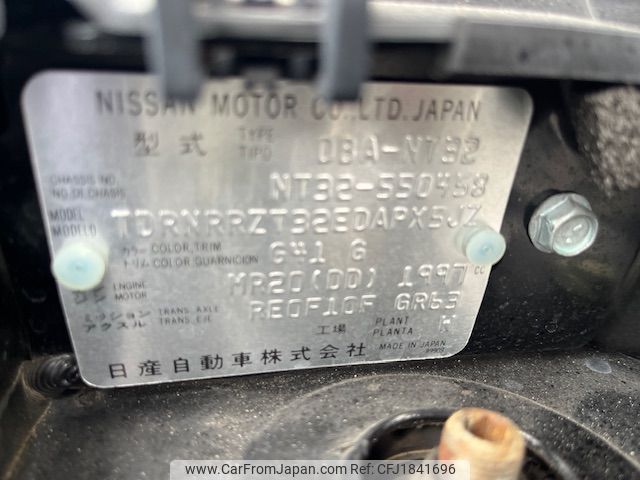 NISSAN MOTOR CO.,LTD.JAPAN
型式 TYPE TIPO DBA-NT32
CHASSIS NO. NO.DE.CHASIS NT32-550458
MODEL MODELO TDRNRRZT32EDAPX5JZ
カラー トリム COLOR,TRIM COLOR,GUARNICION G41 G
エンジン ENGINE MOTOR MR20(DD) 1997 cc
ミッション アクスル TRANS. AXLE TRANS. EJE RE0F10F GR63
工場 PLANT PLANTA
日産自動車株式会社 MADE IN JAPAN
www.CarFromJapan.com | Copyright © CFJ CFJ1841696